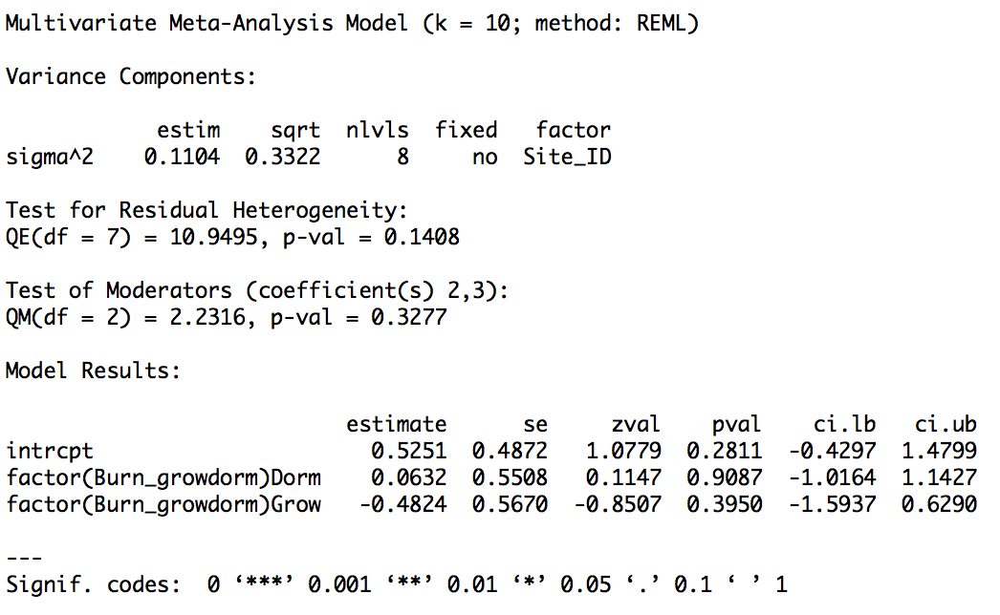 Multivariate Meta-Analysis Model (k = 10; method: REML)
Variance Components:
estim sqrt nlvls fixed factor
sigma^2 0.1104 0.3322 8 no Site_ID
Test for Residual Heterogeneity:
QE(df = 7) = 10.9495, p-val = 0.1408
Test of Moderators (coefficient(s) 2,3):
QM(df = 2) = 2.2316, p-val = 0.3277
Model Results:
estimate se zval pval ci.lb ci.ub
intrcpt 0.5251 0.4872 1.0779 0.2811 -0.4297 1.4799
factor(Burn_growdorm)Dorm 0.0632 0.5508 0.1147 0.9087 -1.0164 1.1427
factor(Burn_growdorm)Grow -0.4824 0.5670 -0.8507 0.3950 -1.5937 0.6290
---
Signif. codes: 0 ‘***’ 0.001 ‘**’ 0.01 ‘*’ 0.05 ‘.’ 0.1 ‘ ’ 1